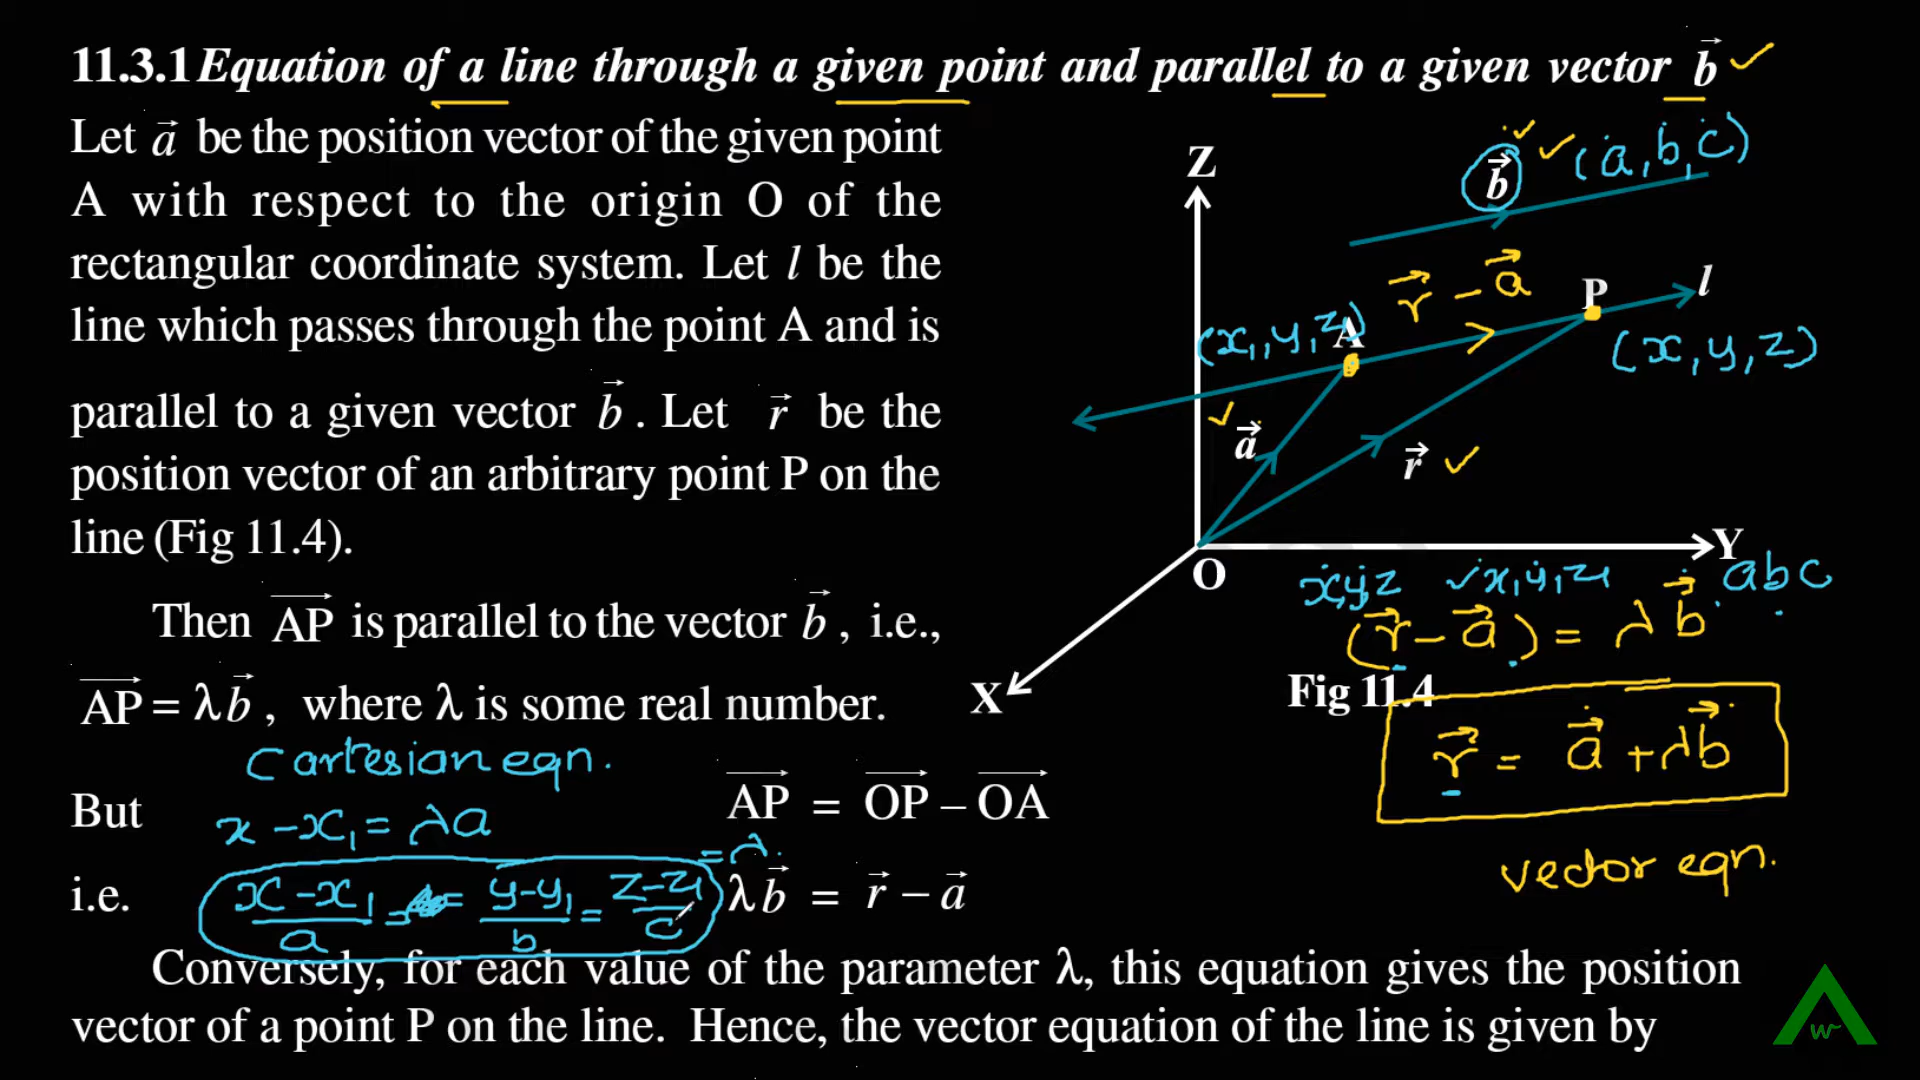 11.3.1 Equation of a line through a given point and parallel to a given vector b⃗ ✓
Let a⃗ be the position vector of the given point
A with respect to the origin O of the
rectangular coordinate system. Let l be the
line which passes through the point A and is
parallel to a given vector b⃗ . Let r⃗ be the
position vector of an arbitrary point P on the
line (Fig 11.4).
Then AP⃗ is parallel to the vector b⃗ , i.e.,
AP⃗ = λb⃗ , where λ is some real number.
Cartesian eqn.
But AP⃗ = OP⃗ – OA⃗
x - x₁ = λa
= λ.
i.e. λb⃗ = r⃗ – a⃗
(x - x₁)/a = (y - y₁)/b = (z - z₁)/c
Conversely, for each value of the parameter λ, this equation gives the position
vector of a point P on the line. Hence, the vector equation of the line is given by
Z
b⃗ ✓ ✓ (a, b, c)
r⃗ - a⃗
P
l
(x₁, y₁, z₁)
A
(x, y, z)
✓
a⃗
r⃗ ✓
Y
O
x, y, z ✓ x₁, y₁, z₁ a b c
(r⃗ - a⃗) = λ b⃗
X
Fig 11.4
r⃗ = a⃗ + λb⃗
vector eqn.
w